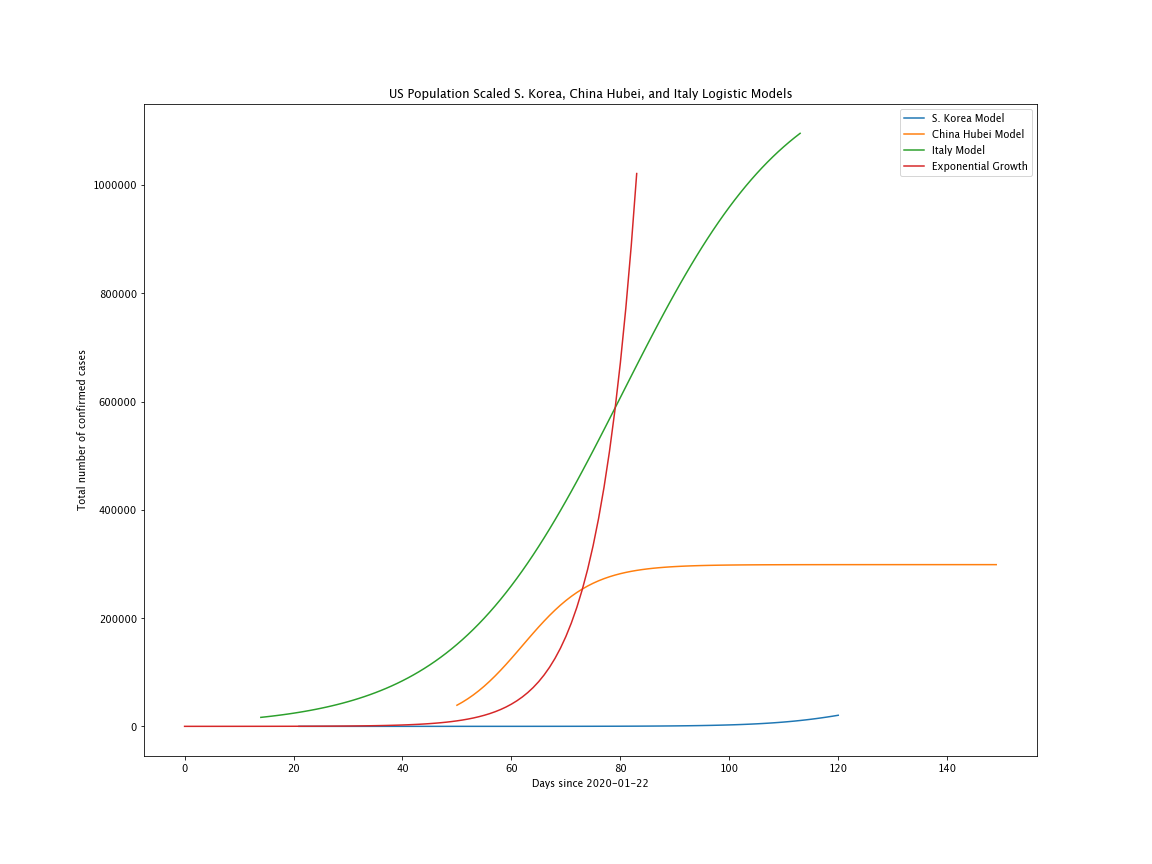 US Population Scaled S. Korea, China Hubei, and Italy Logistic Models
S. Korea Model
China Hubei Model
Italy Model
Exponential Growth
Total number of confirmed cases
1000000
800000
600000
400000
200000
0
0 20 40 60 80 100 120 140
Days since 2020-01-22